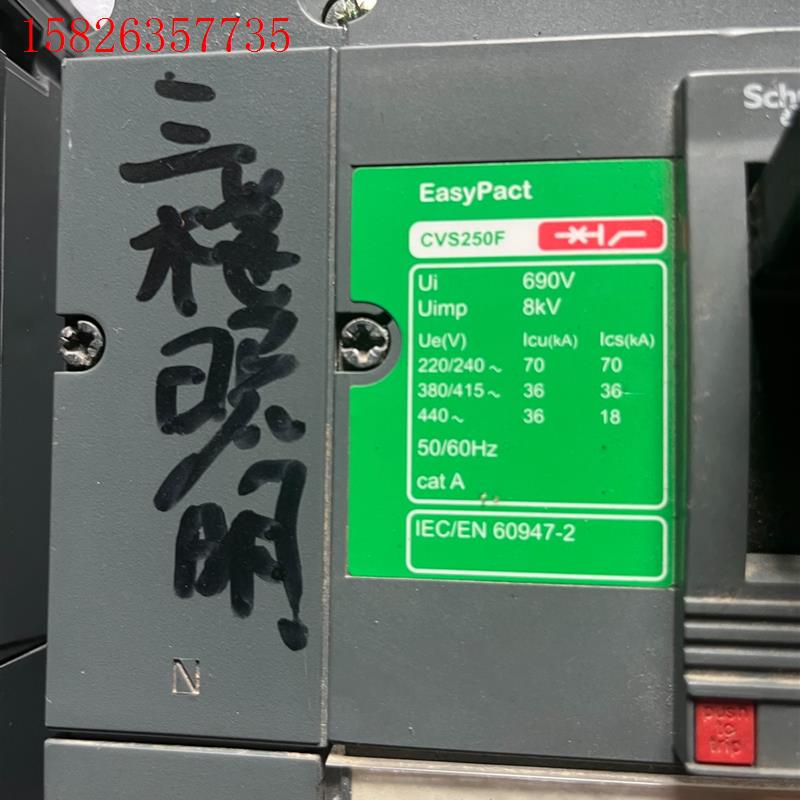 15826357735
三楼照明
N
Sch
EasyPact
CVS250F
Ui 690V
Uimp 8kV
Ue(V) Icu(kA) Ics(kA)
220/240 ~ 70 70
380/415 ~ 36 36
440 ~ 36 18
50/60Hz
cat A
IEC/EN 60947-2
push
to
trip